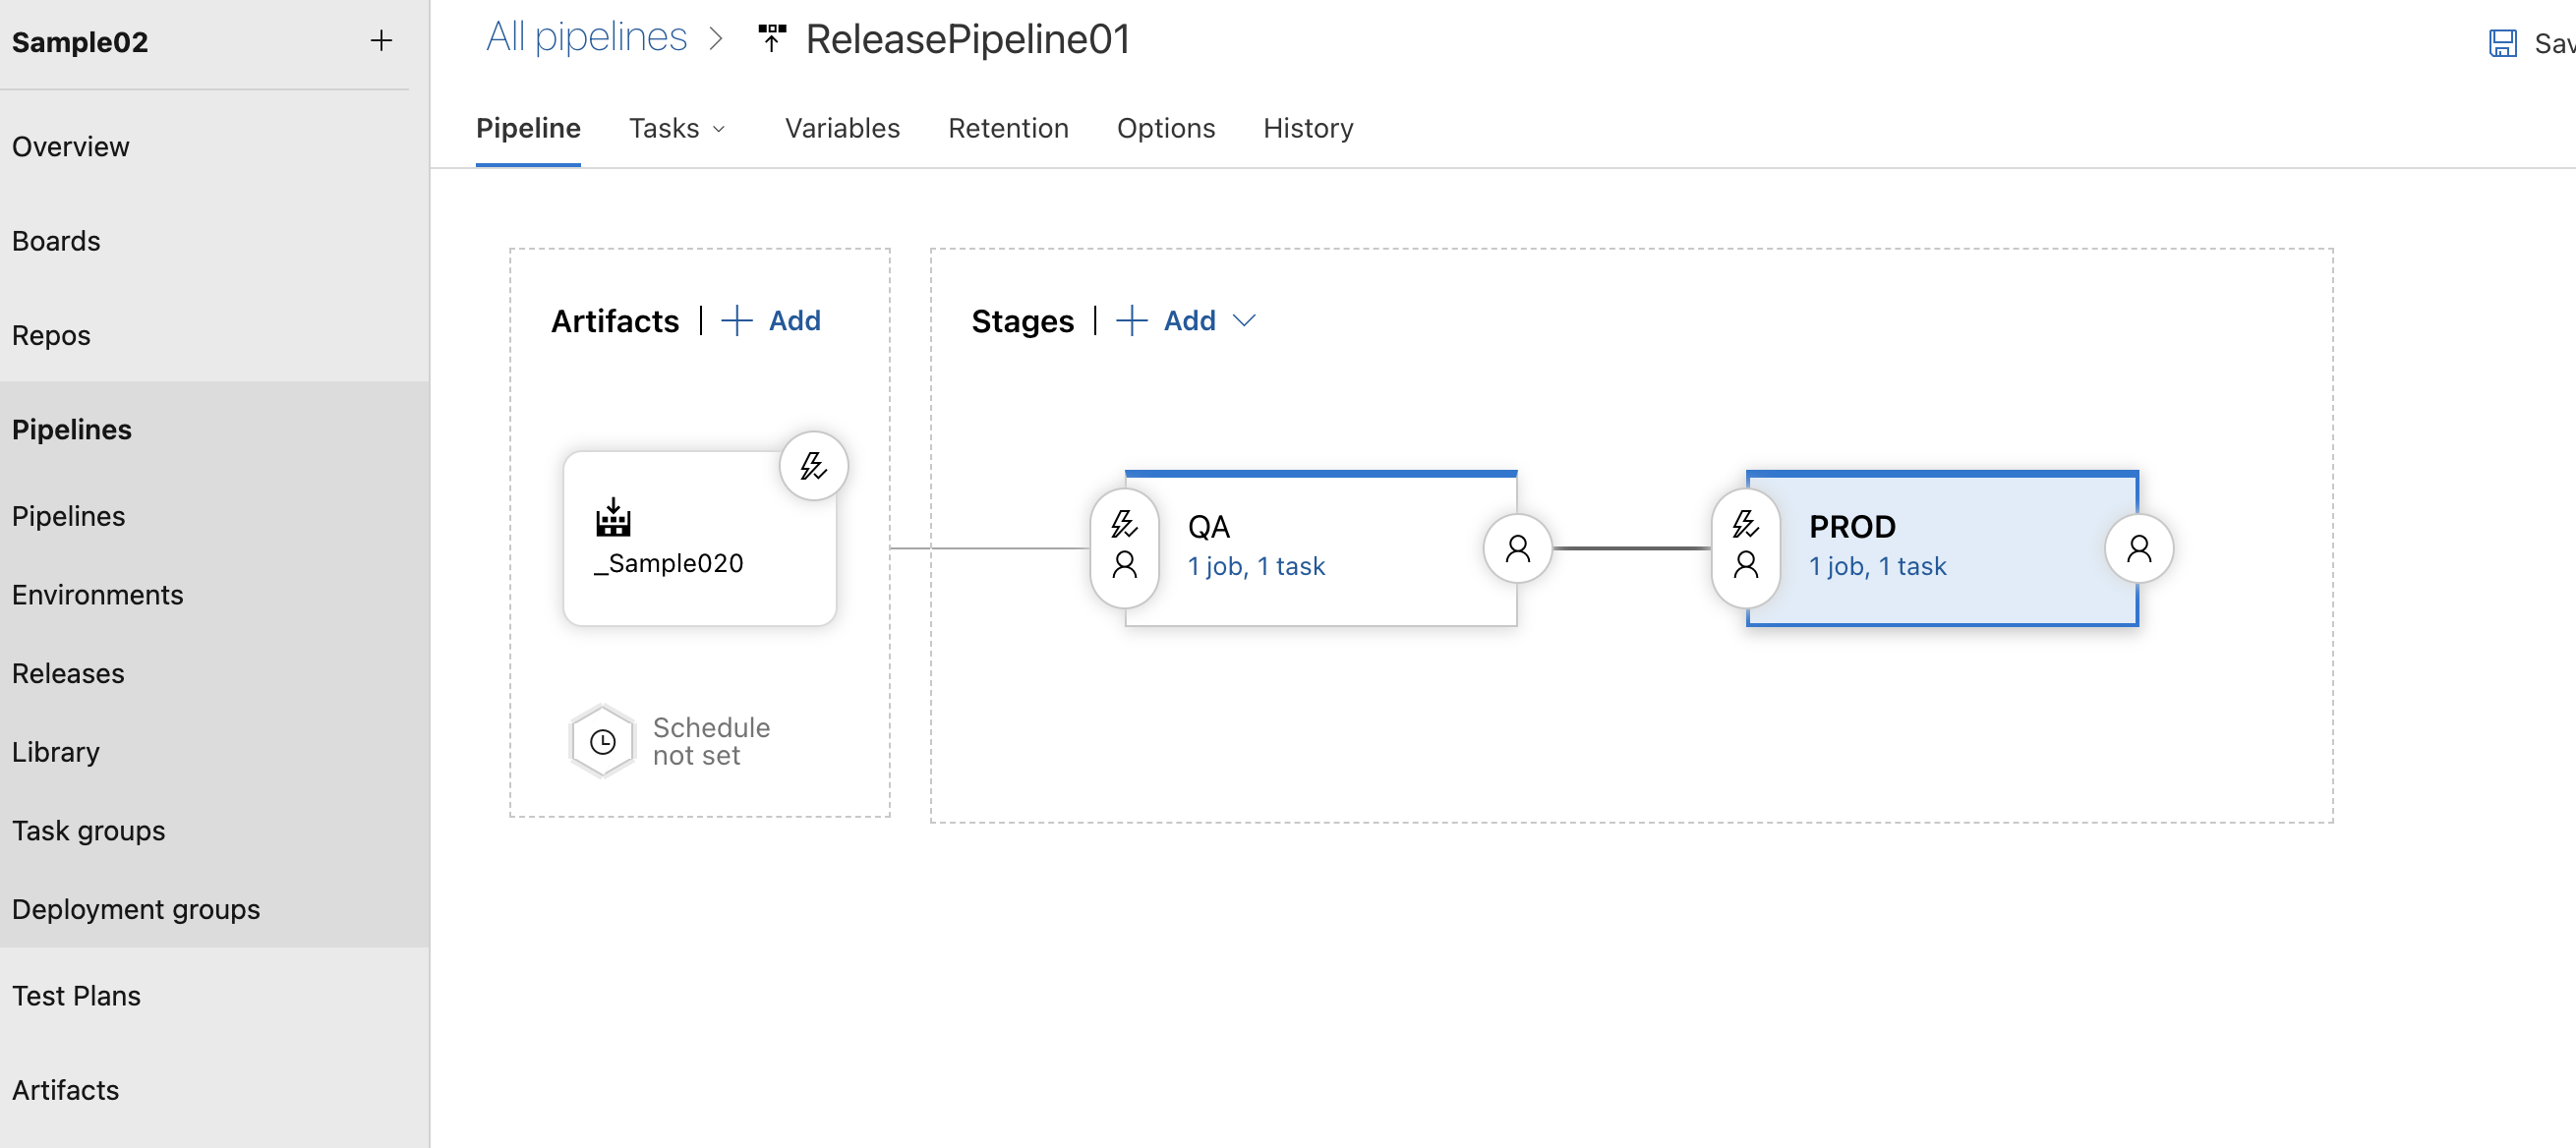 Sample02
Overview
Boards
Repos
Pipelines
Pipelines
Environments
Releases
Library
Task groups
Deployment groups
Test Plans
Artifacts
All pipelines
ReleasePipeline01
Sav
Pipeline Tasks Variables Retention Options History
Artifacts | Add
_Sample020
Schedule
not set
Stages | Add
QA
1 job, 1 task
PROD
1 job, 1 task